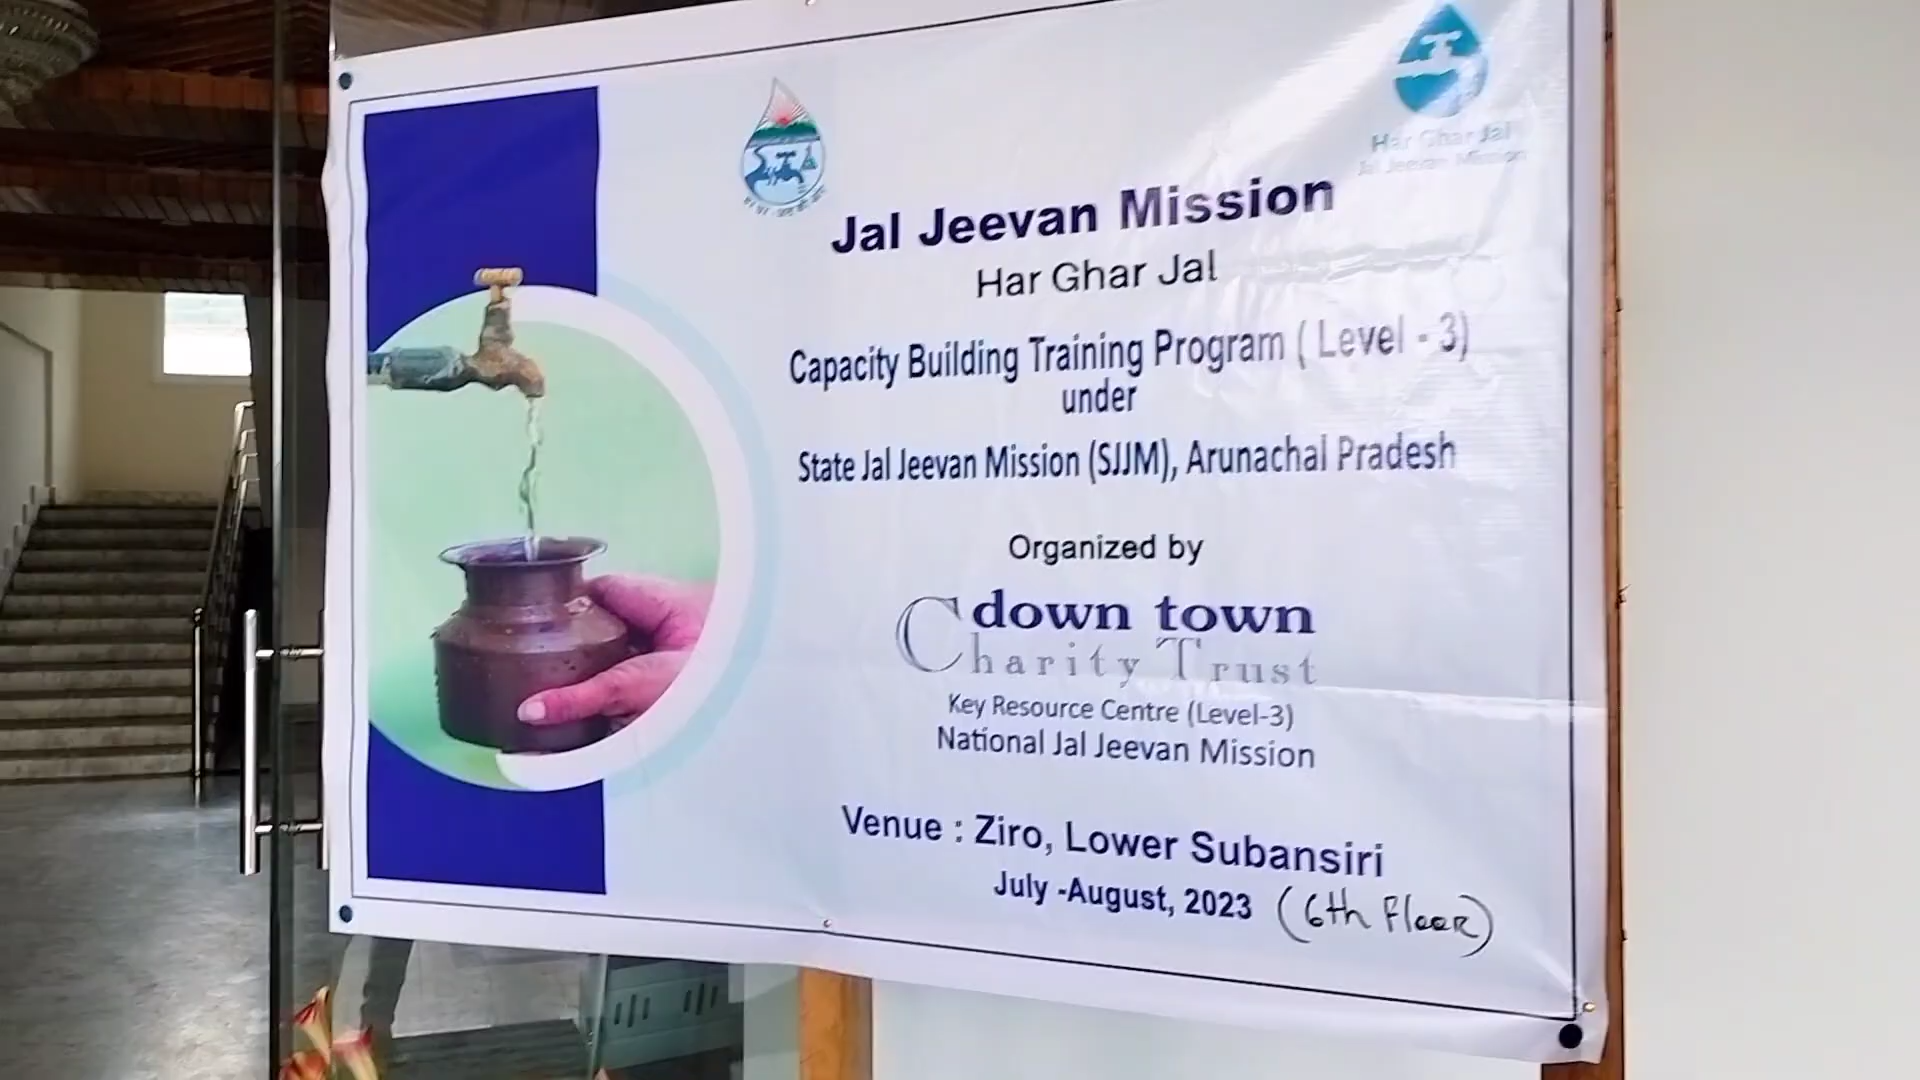 Har Ghar Jal
Jal Jeevan Mission
Jal Jeevan Mission
Har Ghar Jal
Capacity Building Training Program ( Level - 3)
under
State Jal Jeevan Mission (SJJM), Arunachal Pradesh
Organized by
down town
Charity Trust
Key Resource Centre (Level-3)
National Jal Jeevan Mission
Venue : Ziro, Lower Subansiri
July -August, 2023 (6th Floor)